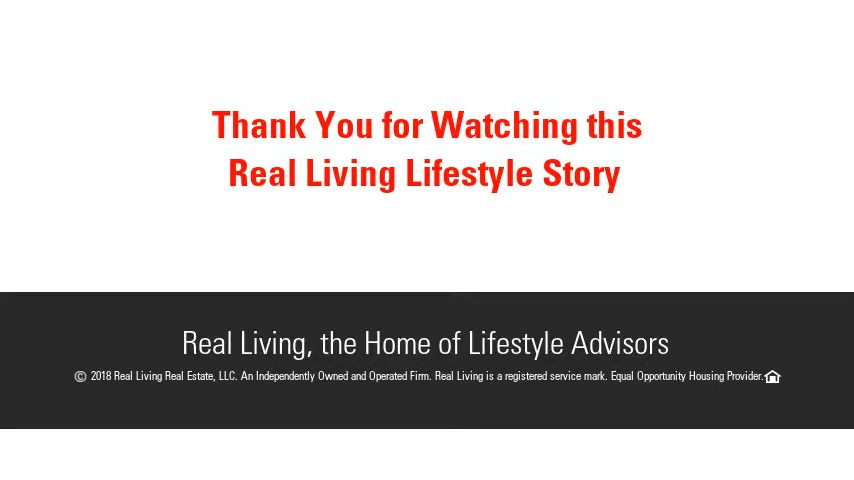 Thank You for Watching this
Real Living Lifestyle Story
Real Living, the Home of Lifestyle Advisors
© 2018 Real Living Real Estate, LLC. An Independently Owned and Operated Firm. Real Living is a registered service mark. Equal Opportunity Housing Provider.